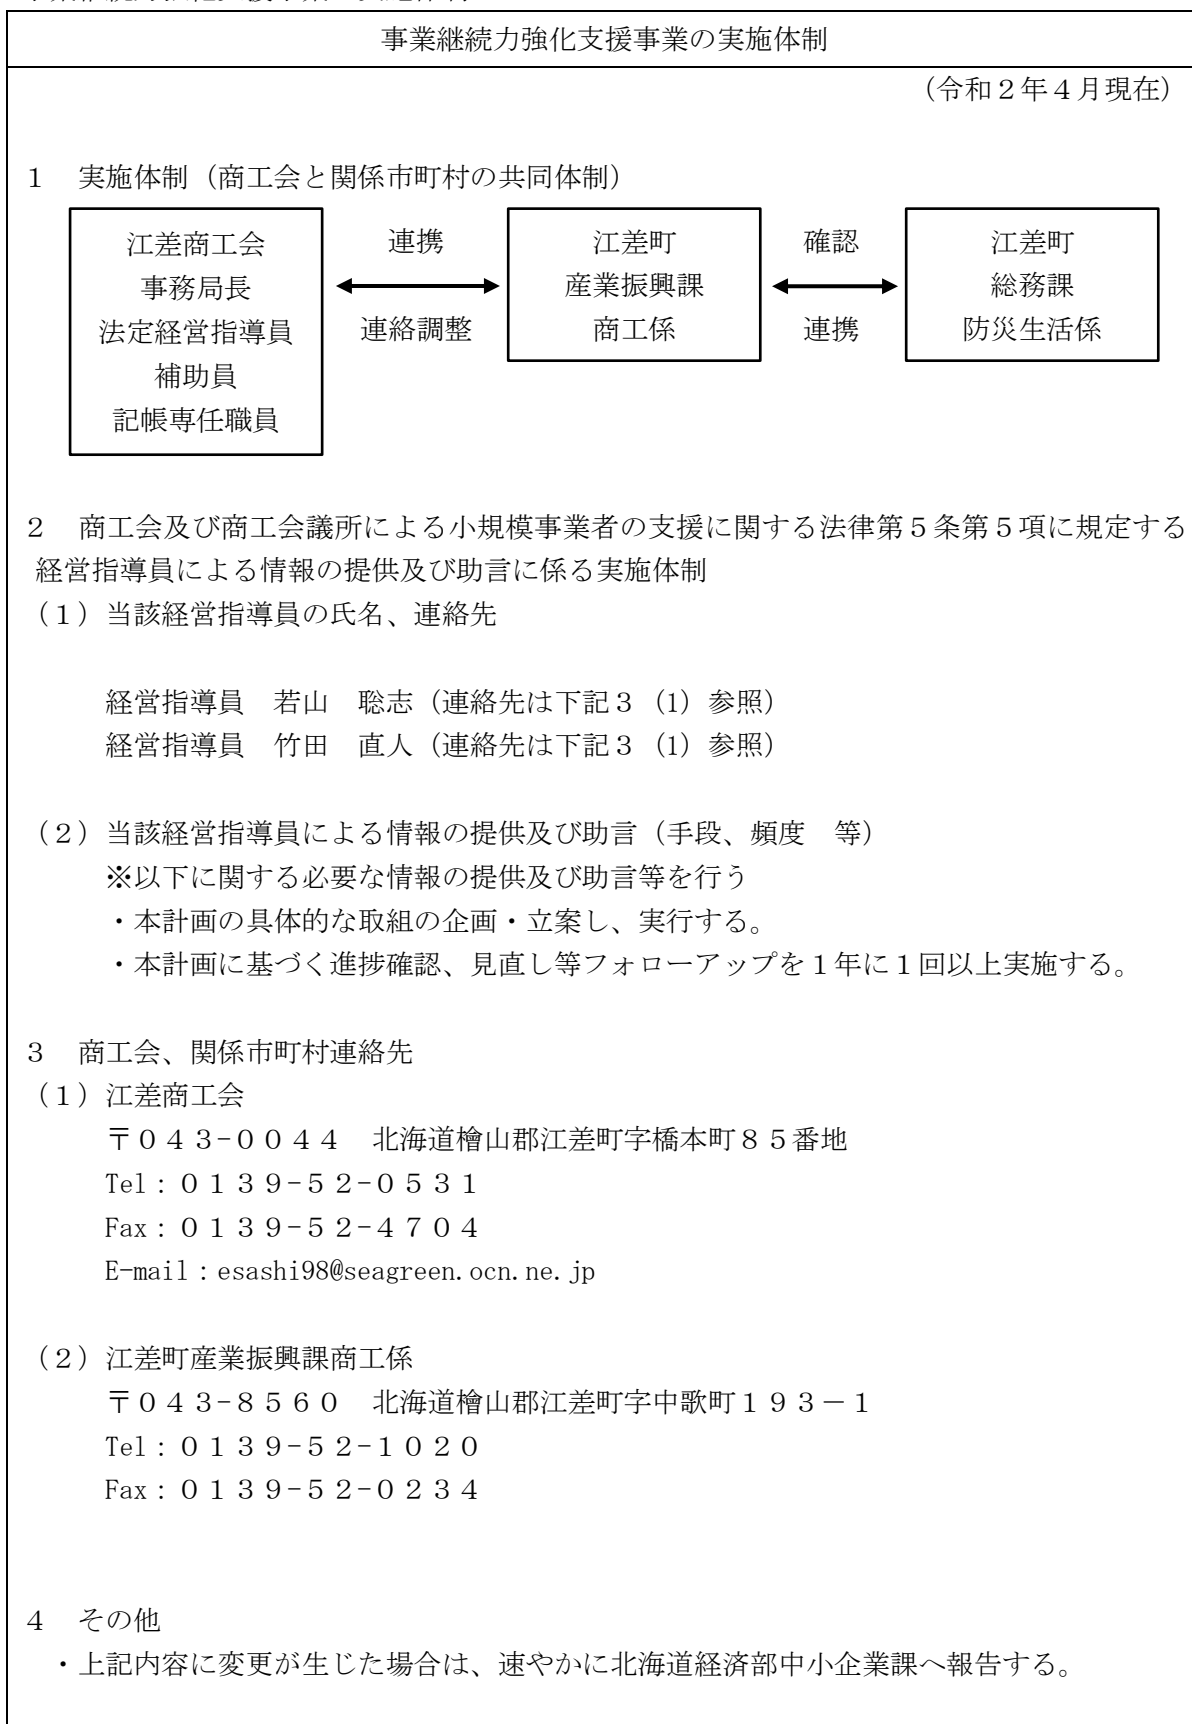 事業継続力強化支援事業の実施体制
（令和２年４月現在）
１　実施体制（商工会と関係市町村の共同体制）
江差商工会
事務局長
法定経営指導員
補助員
記帳専任職員
連携
連絡調整
江差町
産業振興課
商工係
確認
連携
江差町
総務課
防災生活係
２　商工会及び商工会議所による小規模事業者の支援に関する法律第５条第５項に規定する
経営指導員による情報の提供及び助言に係る実施体制
（１）当該経営指導員の氏名、連絡先
経営指導員　若山　聡志（連絡先は下記３（1）参照）
経営指導員　竹田　直人（連絡先は下記３（1）参照）
（２）当該経営指導員による情報の提供及び助言（手段、頻度　等）
※以下に関する必要な情報の提供及び助言等を行う
・本計画の具体的な取組の企画・立案し、実行する。
・本計画に基づく進捗確認、見直し等フォローアップを１年に１回以上実施する。
３　商工会、関係市町村連絡先
（１）江差商工会
〒０４３-００４４　北海道檜山郡江差町字橋本町８５番地
Tel：０１３９-５２-０５３１
Fax：０１３９-５２-４７０４
E-mail：esashi98@seagreen.ocn.ne.jp
（２）江差町産業振興課商工係
〒０４３-８５６０　北海道檜山郡江差町字中歌町１９３－１
Tel：０１３９-５２-１０２０
Fax：０１３９-５２-０２３４
４　その他
・上記内容に変更が生じた場合は、速やかに北海道経済部中小企業課へ報告する。